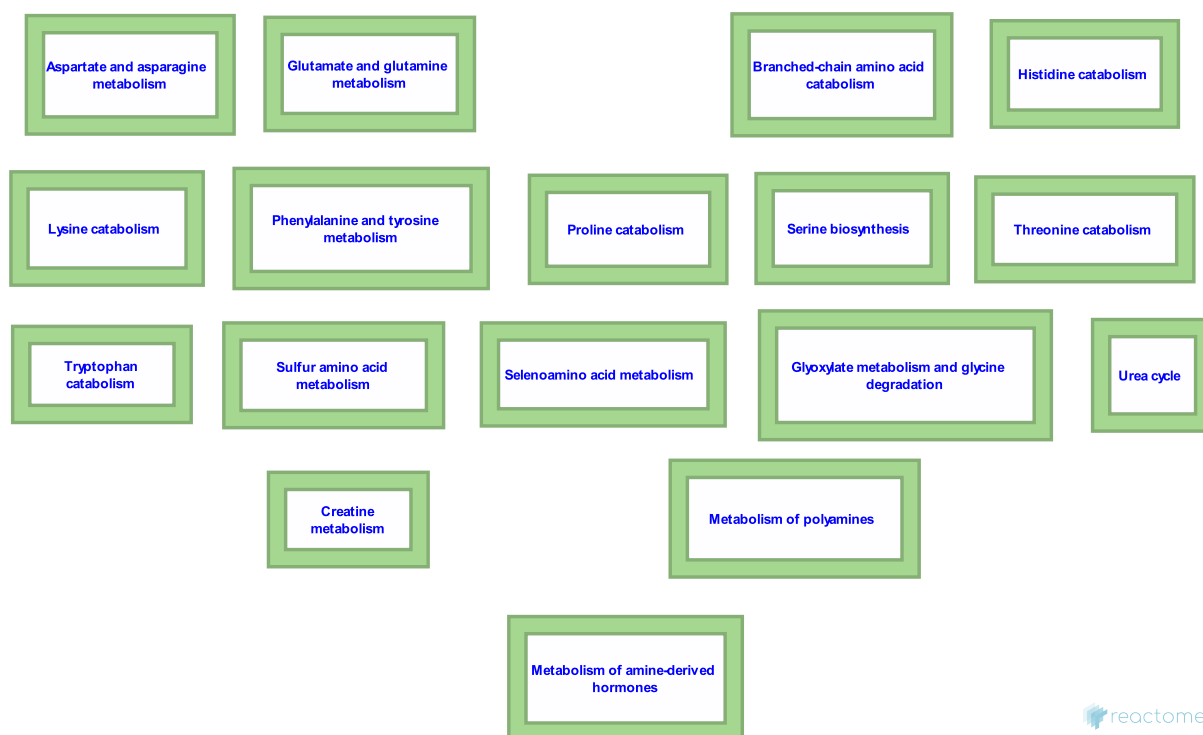 Aspartate and asparagine
metabolism
Glutamate and glutamine
metabolism
Branched-chain amino acid
catabolism
Histidine catabolism
Lysine catabolism
Phenylalanine and tyrosine
metabolism
Proline catabolism
Serine biosynthesis
Threonine catabolism
Tryptophan
catabolism
Sulfur amino acid
metabolism
Selenoamino acid metabolism
Glyoxylate metabolism and glycine
degradation
Urea cycle
Creatine
metabolism
Metabolism of polyamines
Metabolism of amine-derived
hormones
reactome